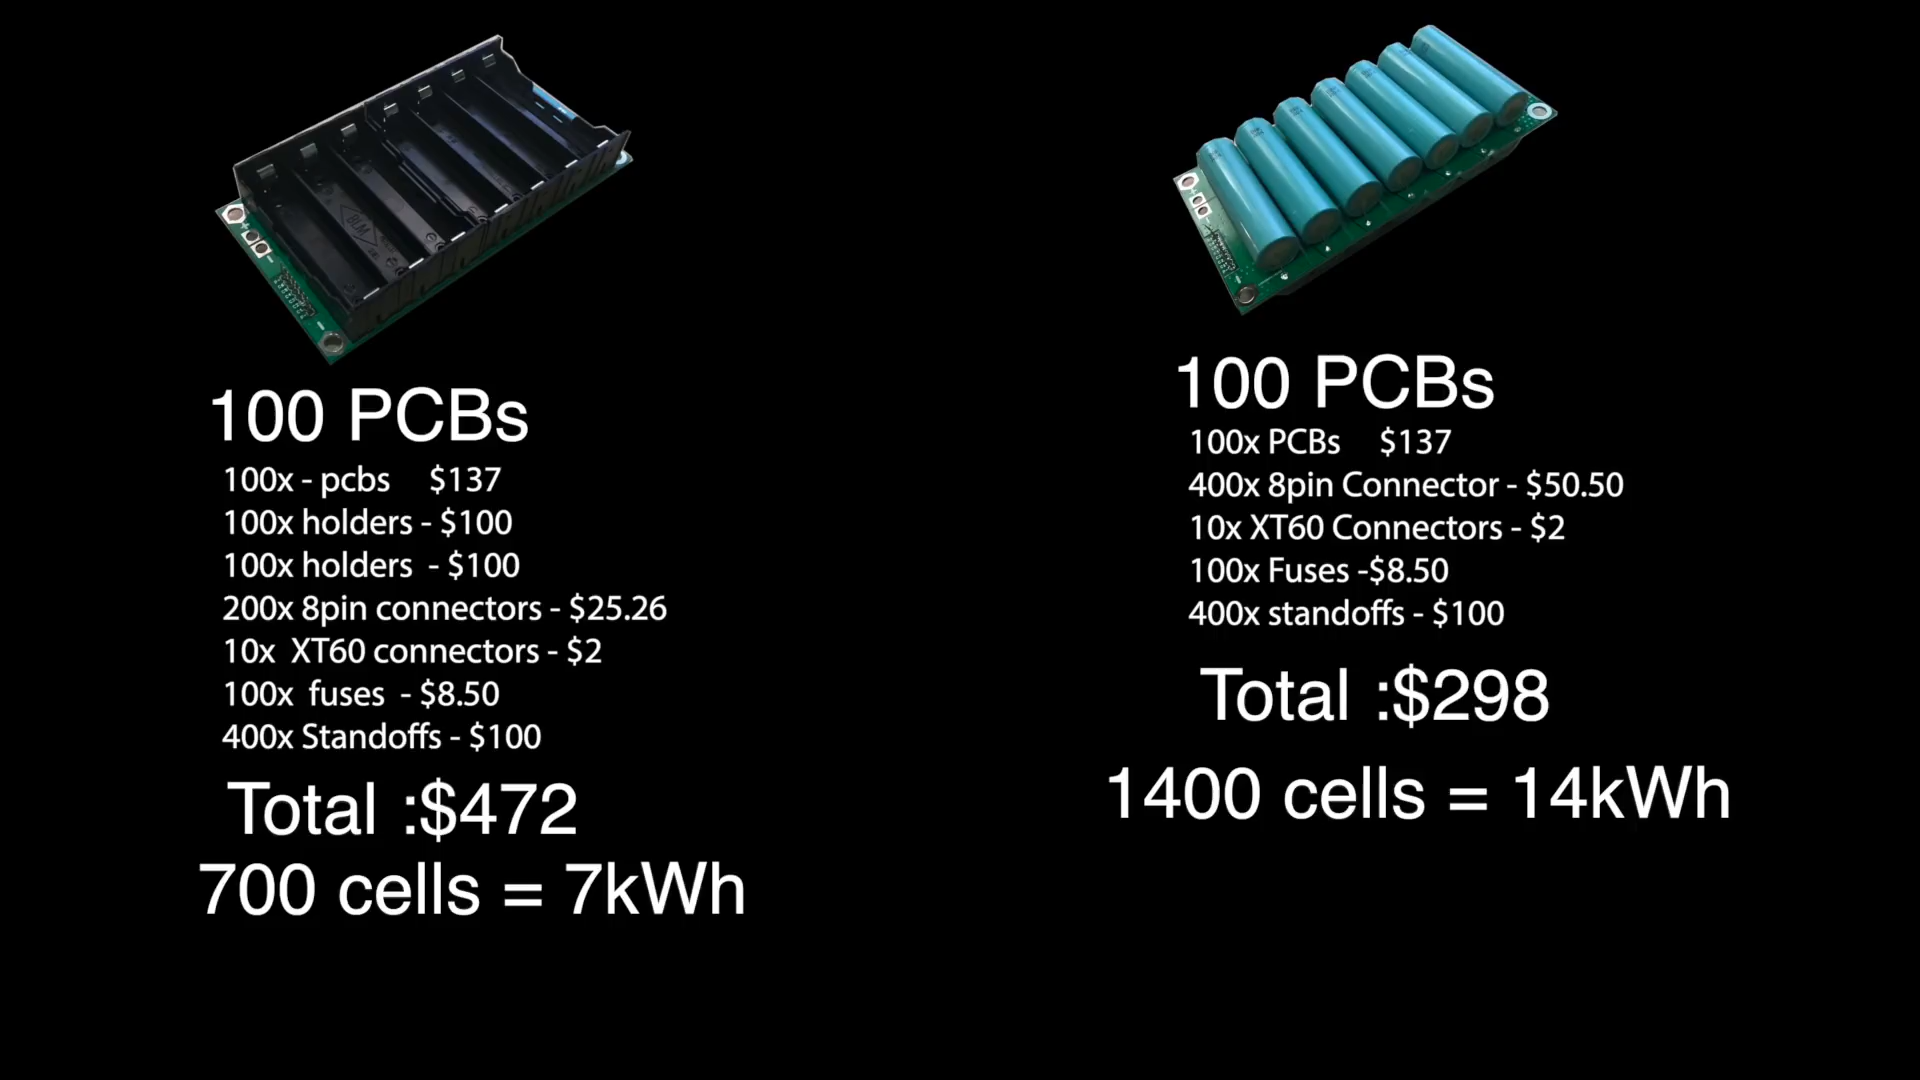 BLM
100 PCBs
100x - pcbs $137
100x holders - $100
100x holders - $100
200x 8pin connectors - $25.26
10x XT60 connectors - $2
100x fuses - $8.50
400x Standoffs - $100
Total :$472
700 cells = 7kWh
100 PCBs
100x PCBs $137
400x 8pin Connector - $50.50
10x XT60 Connectors - $2
100x Fuses -$8.50
400x standoffs - $100
Total :$298
1400 cells = 14kWh